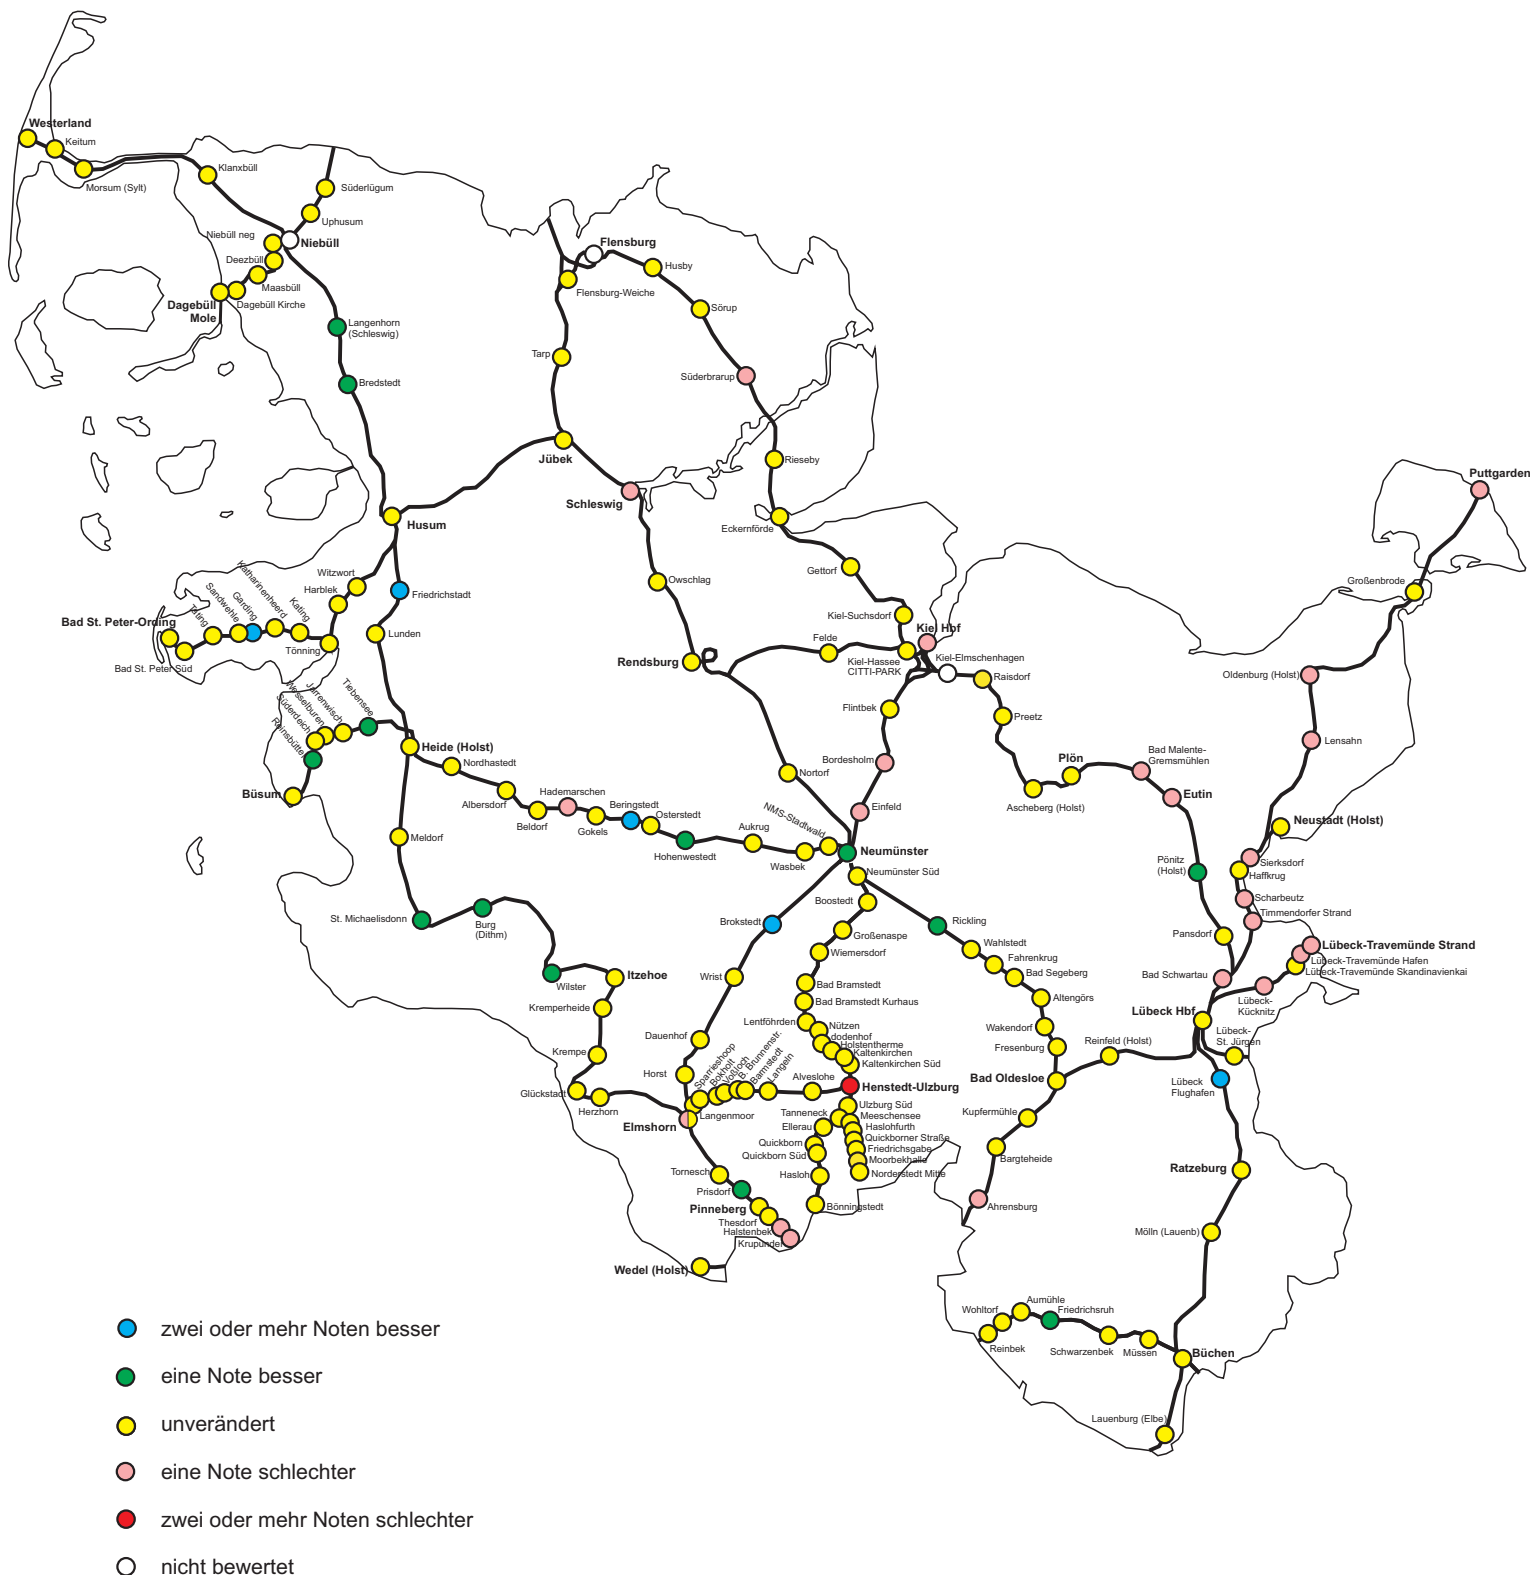 Westerland
Keitum
Morsum (Sylt)
Klanxbüll
Süderlügum
Uphusum
Niebüll neg
Niebüll
Deezbüll
Maasbüll
Dagebüll Kirche
Dagebüll
Mole
Langenhorn
(Schleswig)
Bredstedt
Flensburg
Husby
Flensburg-Weiche
Sörup
Tarp
Süderbrarup
Jübek
Rieseby
Schleswig
Eckernförde
Puttgarden
Husum
Owschlag
Gettorf
Großenbrode
Witzwort
Harblek
Friedrichstadt
Katharinenheerd
Sandwehle
Garding
Kating
Tating
Bad St. Peter-Ording
Bad St. Peter Süd
Tönning
Lunden
Kiel-Suchsdorf
Kiel Hbf
Felde
Kiel-Hassee
CITTI-PARK
Kiel-Elmschenhagen
Raisdorf
Rendsburg
Oldenburg (Holst)
Flintbek
Preetz
Tiebensee
Jarrenwisch
Wesselburen
Süderdeich
Reinsbüttel
Büsum
Heide (Holst)
Nordhastedt
Lensahn
Bordesholm
Plön
Bad Malente-
Gremsmühlen
Nortorf
Ascheberg (Holst)
Eutin
Albersdorf
Hademarschen
Beldorf
Gokels
Beringstedt
Osterstedt
Hohenwestedt
Aukrug
Wasbek
NMS-Stadtwald
Einfeld
Neumünster
Neustadt (Holst)
Meldorf
Neumünster Süd
Pönitz
(Holst)
Sierksdorf
Haffkrug
Scharbeutz
Timmendorfer Strand
St. Michaelisdonn
Burg
(Dithm)
Boostedt
Brokstedt
Rickling
Großenaspe
Wiemersdorf
Wahlstedt
Fahrenkrug
Bad Segeberg
Pansdorf
Lübeck-Travemünde Strand
Lübeck-Travemünde Hafen
Lübeck-Travemünde Skandinavienkai
Bad Schwartau
Lübeck-
Kücknitz
Wilster
Itzehoe
Wrist
Bad Bramstedt
Bad Bramstedt Kurhaus
Altengörs
Kremperheide
Lentföhrden
Nützen
dodenhof
Holstentherme
Kaltenkirchen
Kaltenkirchen Süd
Wakendorf
Fresenburg
Reinfeld (Holst)
Lübeck Hbf
Lübeck-
St. Jürgen
Krempe
Dauenhof
Horst
Glückstadt
Herzhorn
Sparrieshoop
Bokholt
Voßloch
B. Brunnenstr.
Barmstedt
Langeln
Langenmoor
Elmshorn
Alveslohe
Henstedt-Ulzburg
Bad Oldesloe
Lübeck
Flughafen
Ulzburg Süd
Tanneck
Meeschensee
Ellerau
Haslohfurth
Quickborn
Quickborner Straße
Quickborn Süd
Friedrichsgabe
Moorbekhalle
Norderstedt Mitte
Hasloh
Bönningstedt
Kupfermühle
Bargteheide
Ahrensburg
Ratzeburg
Tornesch
Prisdorf
Pinneberg
Thesdorf
Halstenbek
Krupunder
Wedel (Holst)
Mölln (Lauenb)
Wohltorf
Aumühle
Friedrichsruh
Reinbek
Schwarzenbek
Müssen
Büchen
Lauenburg (Elbe)
zwei oder mehr Noten besser
eine Note besser
unverändert
eine Note schlechter
zwei oder mehr Noten schlechter
nicht bewertet